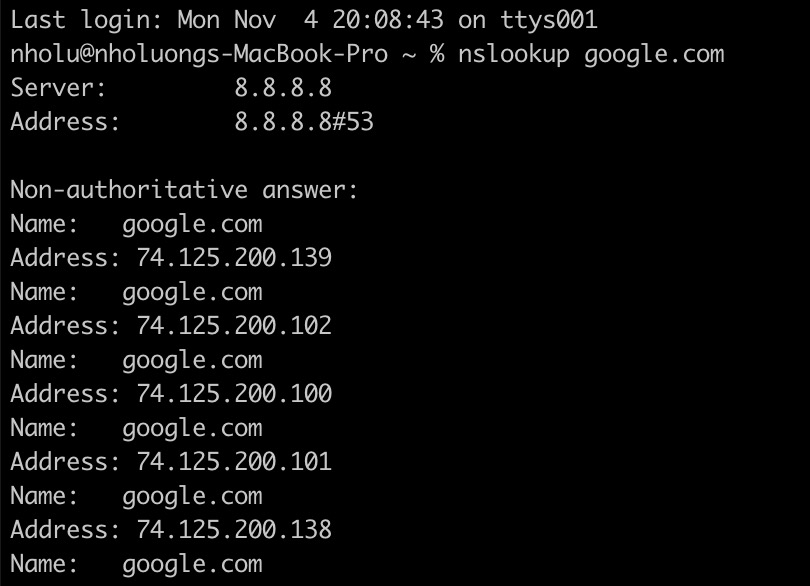 Last login: Mon Nov  4 20:08:43 on ttys001
nholu@nholuongs-MacBook-Pro ~ % nslookup google.com
Server:         8.8.8.8
Address:        8.8.8.8#53

Non-authoritative answer:
Name:   google.com
Address: 74.125.200.139
Name:   google.com
Address: 74.125.200.102
Name:   google.com
Address: 74.125.200.100
Name:   google.com
Address: 74.125.200.101
Name:   google.com
Address: 74.125.200.138
Name:   google.com